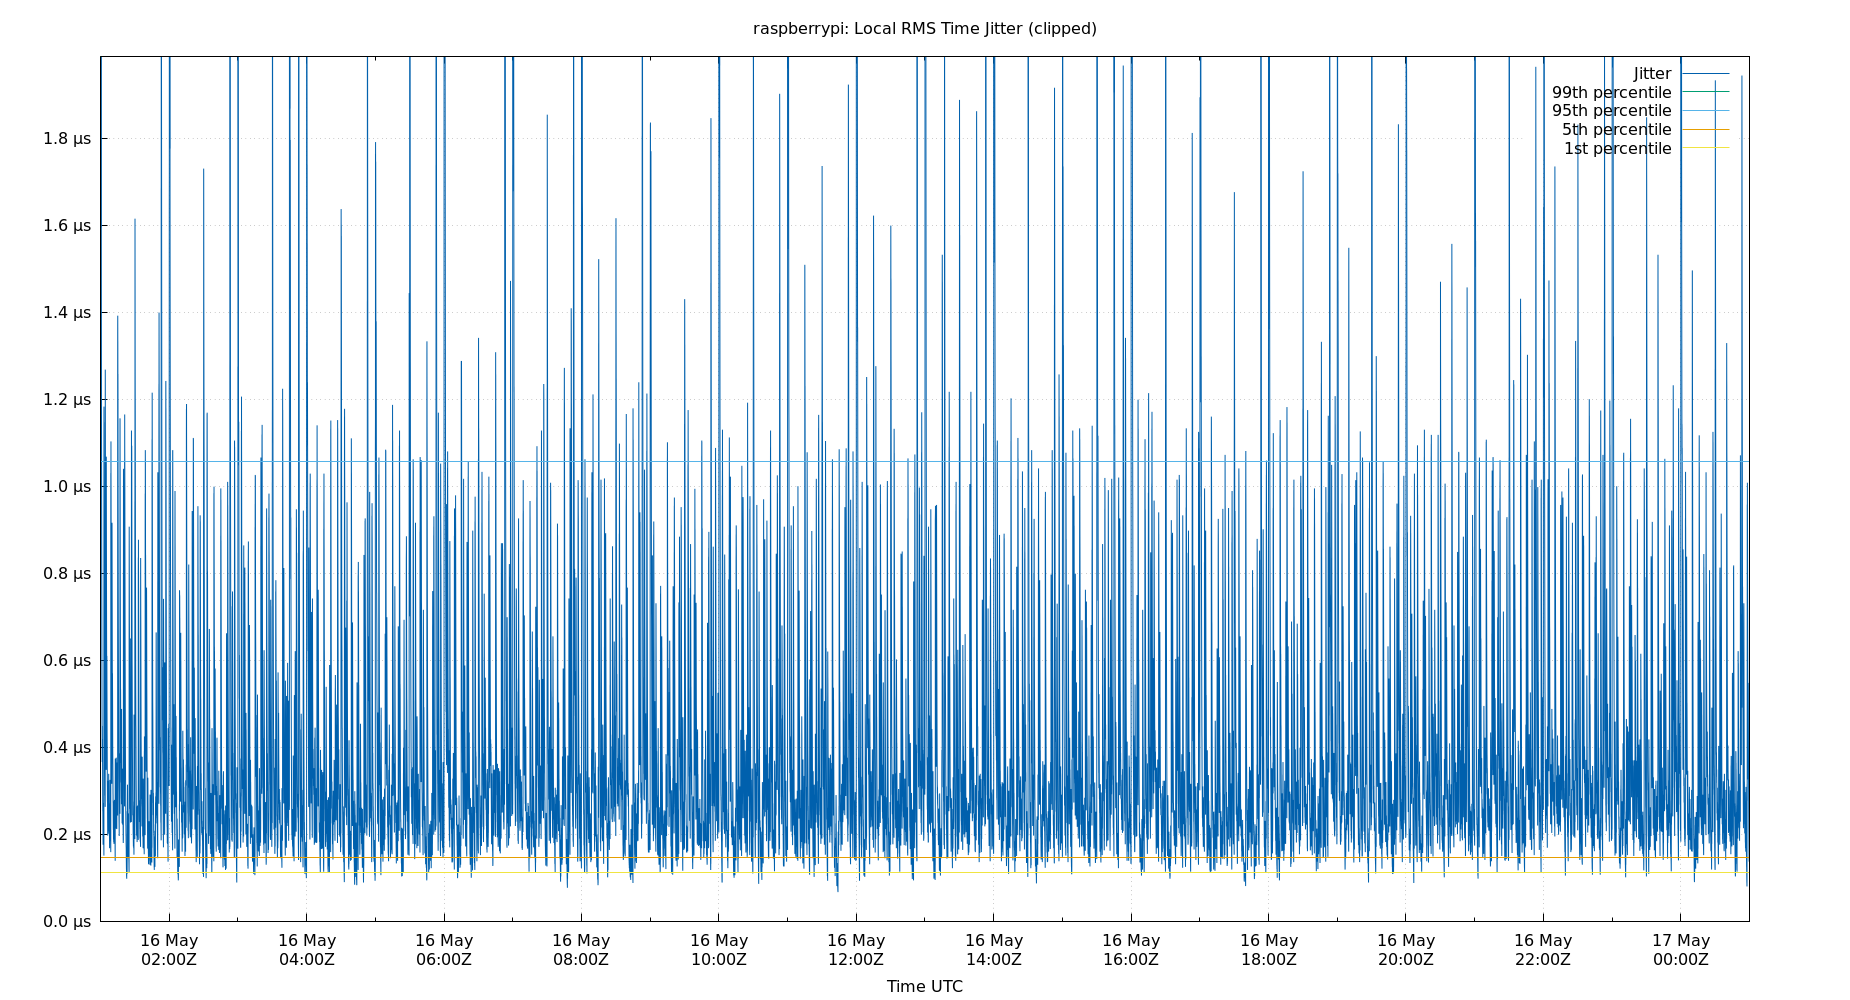 raspberrypi: Local RMS Time Jitter (clipped)
Jitter
99th percentile
95th percentile
5th percentile
1st percentile
1.8 µs
1.6 µs
1.4 µs
1.2 µs
1.0 µs
0.8 µs
0.6 µs
0.4 µs
0.2 µs
0.0 µs
16 May 16 May 16 May 16 May 16 May 16 May 16 May 16 May 16 May 16 May 16 May 17 May
02:00Z 04:00Z 06:00Z 08:00Z 10:00Z 12:00Z 14:00Z 16:00Z 18:00Z 20:00Z 22:00Z 00:00Z
Time UTC